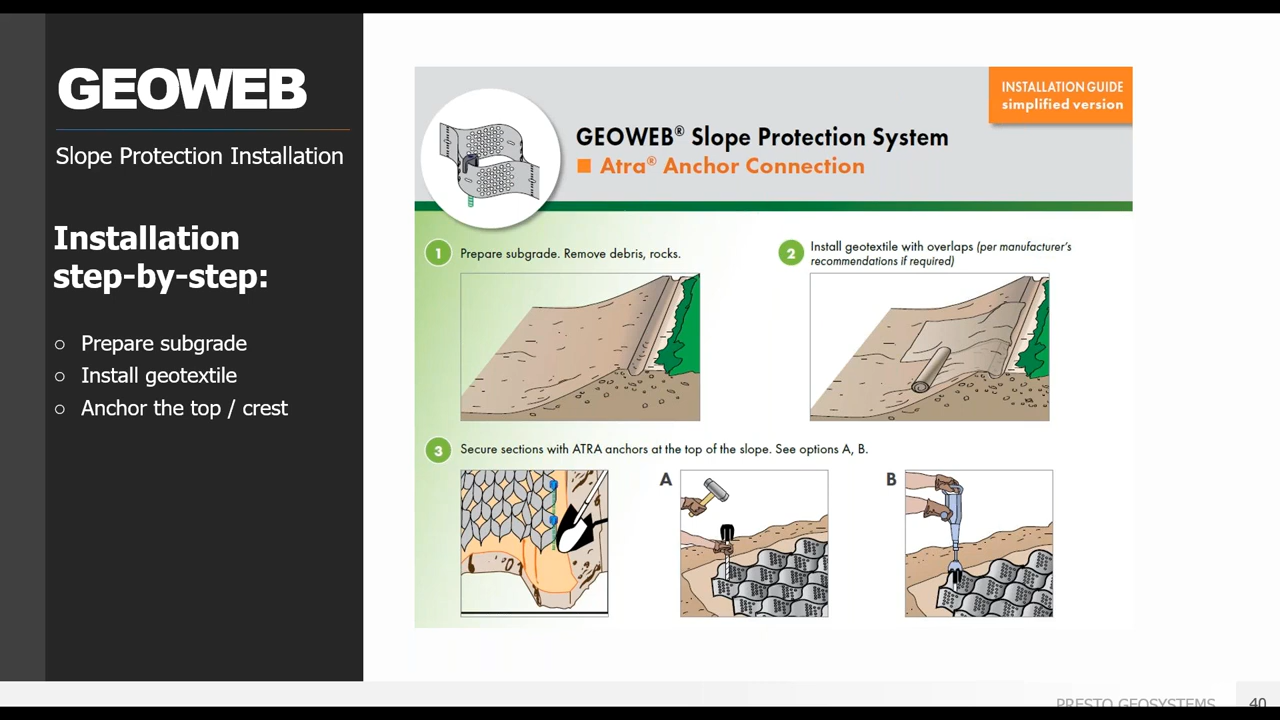 GEOWEB
Slope Protection Installation
Installation
step-by-step:
○ Prepare subgrade
○ Install geotextile
○ Anchor the top / crest
INSTALLATION GUIDE
simplified version
GEOWEB® Slope Protection System
■ Atra® Anchor Connection
1 Prepare subgrade. Remove debris, rocks.
2 Install geotextile with overlaps (per manufacturer's
recommendations if required)
3 Secure sections with ATRA anchors at the top of the slope. See options A, B.
A
B
PRESTO GEOSYSTEMS
40